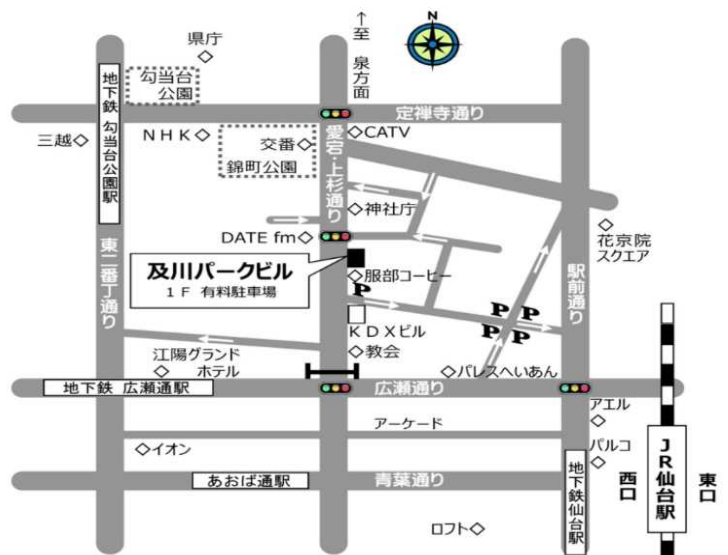 N
↑至 泉方面
県庁
勾当台
公園
地下鉄 勾当台公園駅
定禅寺通り
三越
NHK
交番
錦町公園
CATV
愛宕・上杉通り
神社庁
DATE fm
花京院
スクエア
及川パークビル
1F 有料駐車場
服部コーヒー
P
P P
P P
東二番丁通り
駅前通り
KDXビル
教会
江陽グランド
ホテル
パレスへいあん
地下鉄 広瀬通駅
広瀬通り
アエル
アーケード
イオン
パルコ
JR仙台駅
西口
東口
あおば通駅
青葉通り
地下鉄仙台駅
ロフト